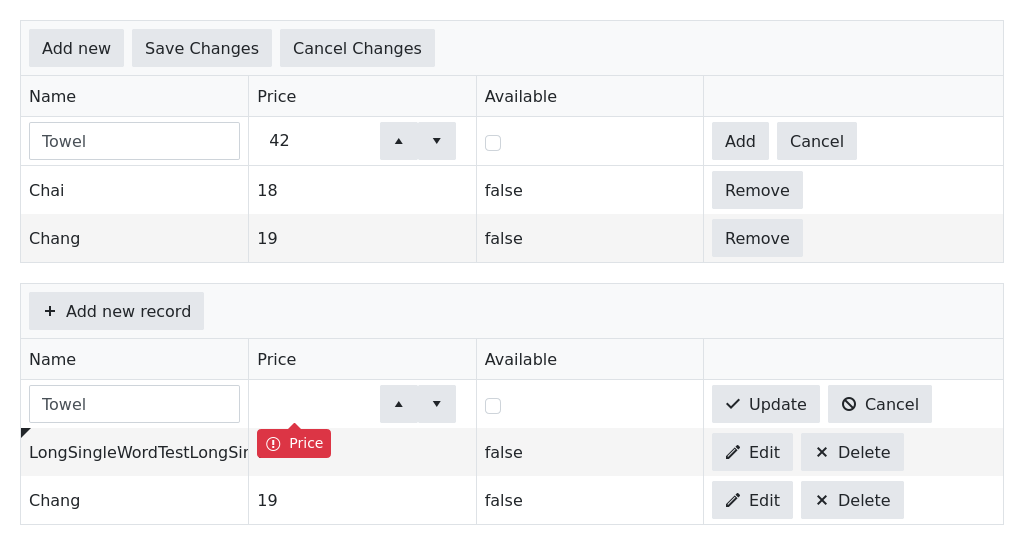 Add new Save Changes Cancel Changes
Name Price Available
Towel 42 Add Cancel
Chai 18 false Remove
Chang 19 false Remove
Add new record
Name Price Available
Towel Update Cancel
Price
LongSingleWordTestLongSin false Edit Delete
Chang 19 false Edit Delete